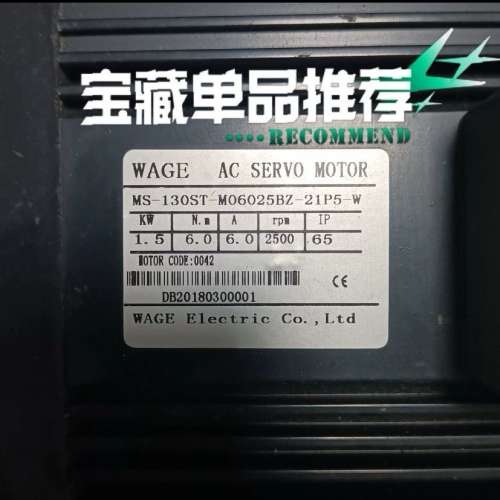 宝藏单品推荐
RECOMMEND
WAGE AC SERVO MOTOR
MS-130ST-M06025BZ-21P5-W
KW N.m A rpm IP
1.5 6.0 6.0 2500 65
MOTOR CODE:0042
CE
DB20180300001
WAGE Electric Co.,Ltd